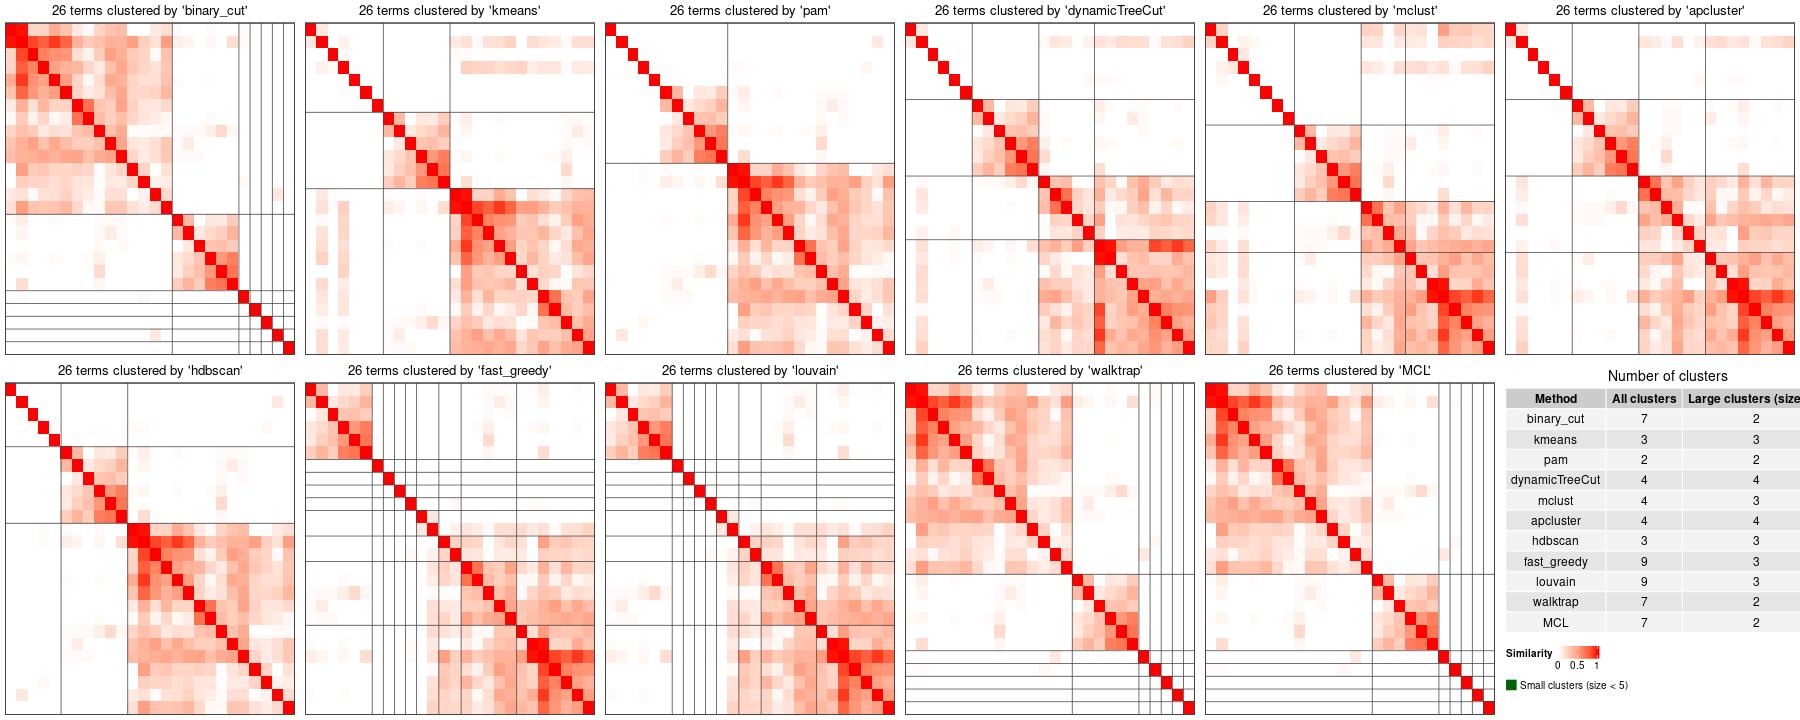 26 terms clustered by 'binary_cut'
26 terms clustered by 'kmeans'
26 terms clustered by 'pam'
26 terms clustered by 'dynamicTreeCut'
26 terms clustered by 'mclust'
26 terms clustered by 'apcluster'
26 terms clustered by 'hdbscan'
26 terms clustered by 'fast_greedy'
26 terms clustered by 'louvain'
26 terms clustered by 'walktrap'
26 terms clustered by 'MCL'
Number of clusters
Method All clusters Large clusters (size
binary_cut 7 2
kmeans 3 3
pam 2 2
dynamicTreeCut 4 4
mclust 4 3
apcluster 4 4
hdbscan 3 3
fast_greedy 9 3
louvain 9 3
walktrap 7 2
MCL 7 2
Similarity
0 0.5 1
Small clusters (size < 5)